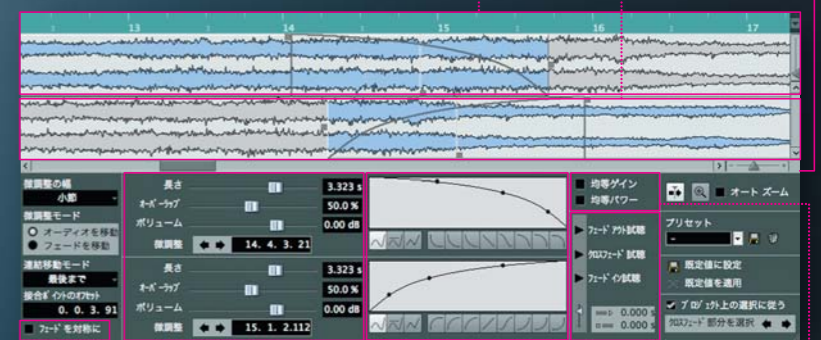 13 14 15 16 17
微調整の幅
小節
微調整モード
オーディオを移動
フェードを移動
連結移動モード
最後まで
接合ポイントのオフセット
0. 0. 3. 91
フェードを対称に
長さ 3.323 s
オーバーラップ 50.0 %
ボリューム 0.00 dB
微調整 14. 4. 3. 21
長さ 3.323 s
オーバーラップ 50.0 %
ボリューム 0.00 dB
微調整 15. 1. 2.112
均等ゲイン
均等パワー
フェード アウト試聴
クロスフェード 試聴
フェード イン試聴
0.000 s
0.000 s
オート ズーム
プリセット
-
既定値に設定
既定値を適用
プロジェクト上の選択に従う
クロスフェード 部分を選択